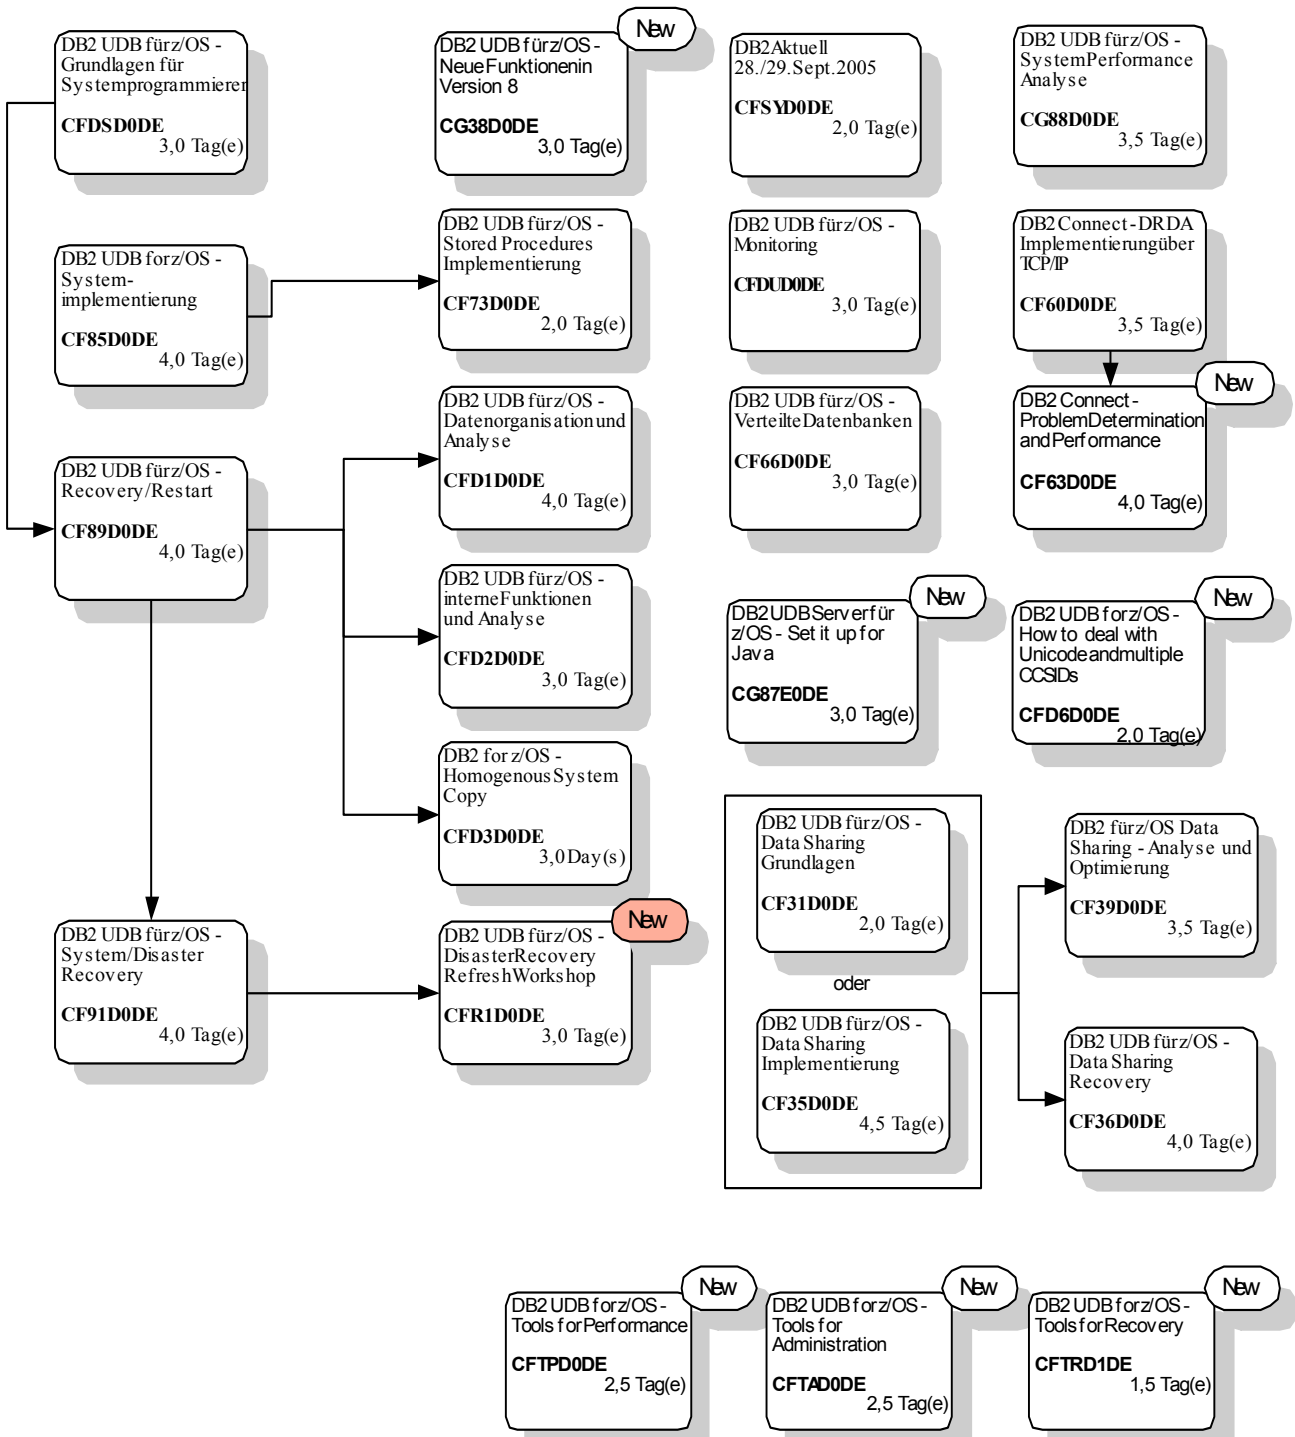 DB2 UDB fürz/OS -
Grundlagen für
Systemprogrammierer
CFDSD0DE
3,0 Tag(e)
New
DB2 UDB fürz/OS -
NeueFunktionenin
Version 8
CG38D0DE
3,0 Tag(e)
DB2Aktuell
28./29.Sept.2005
CFSYD0DE
2,0 Tag(e)
DB2 UDB fürz/OS -
SystemPerformance
Analyse
CG88D0DE
3,5 Tag(e)
DB2 UDB forz/OS -
System-
implementierung
CF85D0DE
4,0 Tag(e)
DB2 UDB fürz/OS -
Stored Procedures
Implementierung
CF73D0DE
2,0 Tag(e)
DB2 UDB fürz/OS -
Monitoring
CFDUD0DE
3,0 Tag(e)
DB2 Connect-DRDA
Implementierungüber
TCP/IP
CF60D0DE
3,5 Tag(e)
DB2 UDB fürz/OS -
Recovery/Restart
CF89D0DE
4,0 Tag(e)
DB2 UDB fürz/OS -
Datenorganisationund
Analyse
CFD1D0DE
4,0 Tag(e)
DB2 UDB fürz/OS -
VerteilteDatenbanken
CF66D0DE
3,0 Tag(e)
New
DB2 Connect-
ProblemDetermination
andPerformance
CF63D0DE
4,0 Tag(e)
DB2 UDB fürz/OS -
interneFunktionen
und Analyse
CFD2D0DE
3,0 Tag(e)
New
DB2UDBServerfür
z/OS- Set it up for
Java
CG87E0DE
3,0 Tag(e)
New
DB2 UDB forz/OS -
How to deal with
Unicodeandmultiple
CCSIDs
CFD6D0DE
2,0 Tag(e)
DB2 for z/OS -
HomogenousSystem
Copy
CFD3D0DE
3,0Day(s)
DB2 UDB fürz/OS -
Data Sharing
Grundlagen
CF31D0DE
2,0 Tag(e)
oder
DB2 UDB fürz/OS -
Data Sharing
Implementierung
CF35D0DE
4,5 Tag(e)
DB2 fürz/OS Data
Sharing -Analyse und
Optimierung
CF39D0DE
3,5 Tag(e)
DB2 UDB fürz/OS -
Data Sharing
Recovery
CF36D0DE
4,0 Tag(e)
DB2 UDB fürz/OS -
System/Disaster
Recovery
CF91D0DE
4,0 Tag(e)
New
DB2 UDB fürz/OS -
DisasterRecovery
RefreshWorkshop
CFR1D0DE
3,0 Tag(e)
New
DB2 UDB forz/OS-
Tools forPerformance
CFTPD0DE
2,5 Tag(e)
New
DB2 UDB forz/OS-
Tools for
Administration
CFTAD0DE
2,5 Tag(e)
New
DB2 UDB forz/OS-
ToolsforRecovery
CFTRD1DE
1,5 Tag(e)